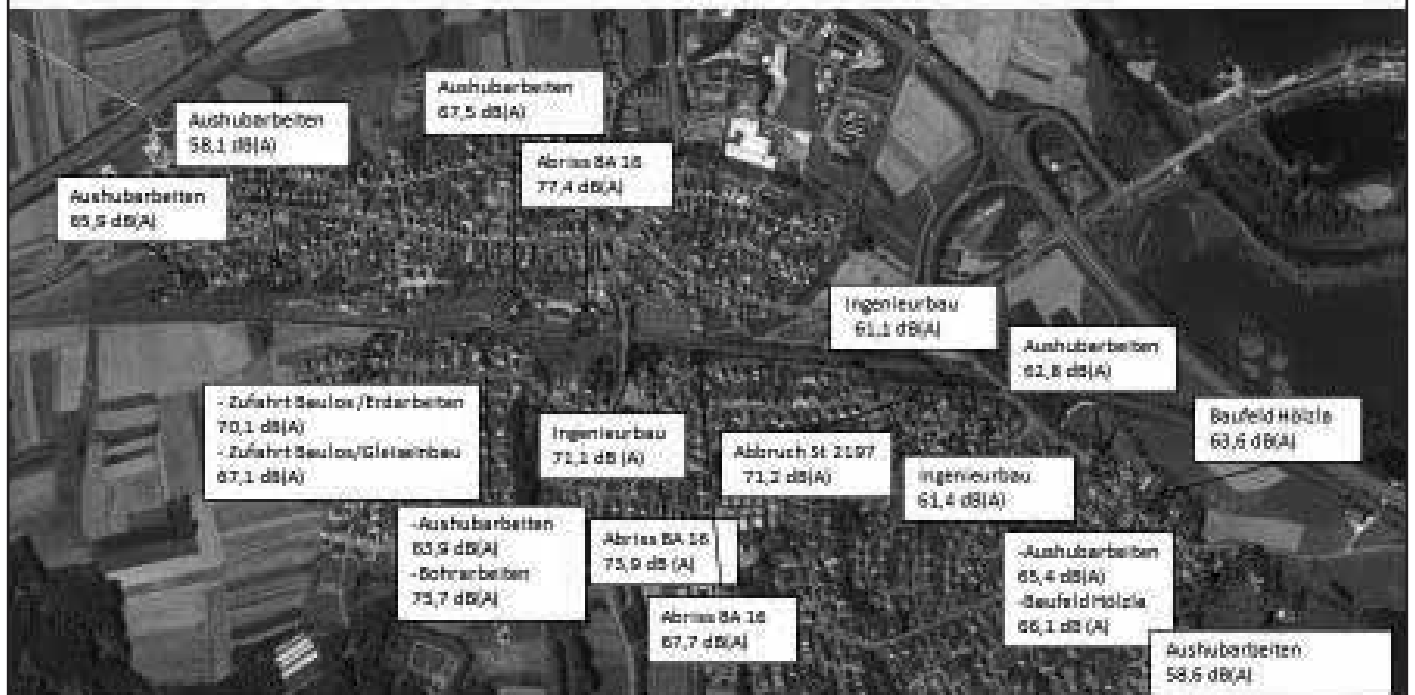 Aushubarbeiten
67,5 dB(A)
Aushubarbeiten
58,1 dB(A)
Abriss BA 16
77,4 dB(A)
Aushubarbeiten
65,9 dB(A)
Ingenieurbau
61,1 dB(A)
Aushubarbeiten
62,8 dB(A)
- Zufahrt Baulos/Erdarbeiten
70,1 dB(A)
- Zufahrt Baulos/Gleiseinbau
67,1 dB(A)
Baufeld Hölzle
63,6 dB(A)
Ingenieurbau
71,1 dB (A)
Abbruch St 2197
71,2 dB(A)
Ingenieurbau
61,4 dB(A)
-Aushubarbeiten
63,9 dB(A)
-Bohrarbeiten
75,7 dB(A)
Abriss BA 16
75,9 dB (A)
-Aushubarbeiten
65,4 dB(A)
-Baufeld Hölzle
66,1 dB (A)
Abriss BA 16
67,7 dB(A)
Aushubarbeiten
58,6 dB(A)